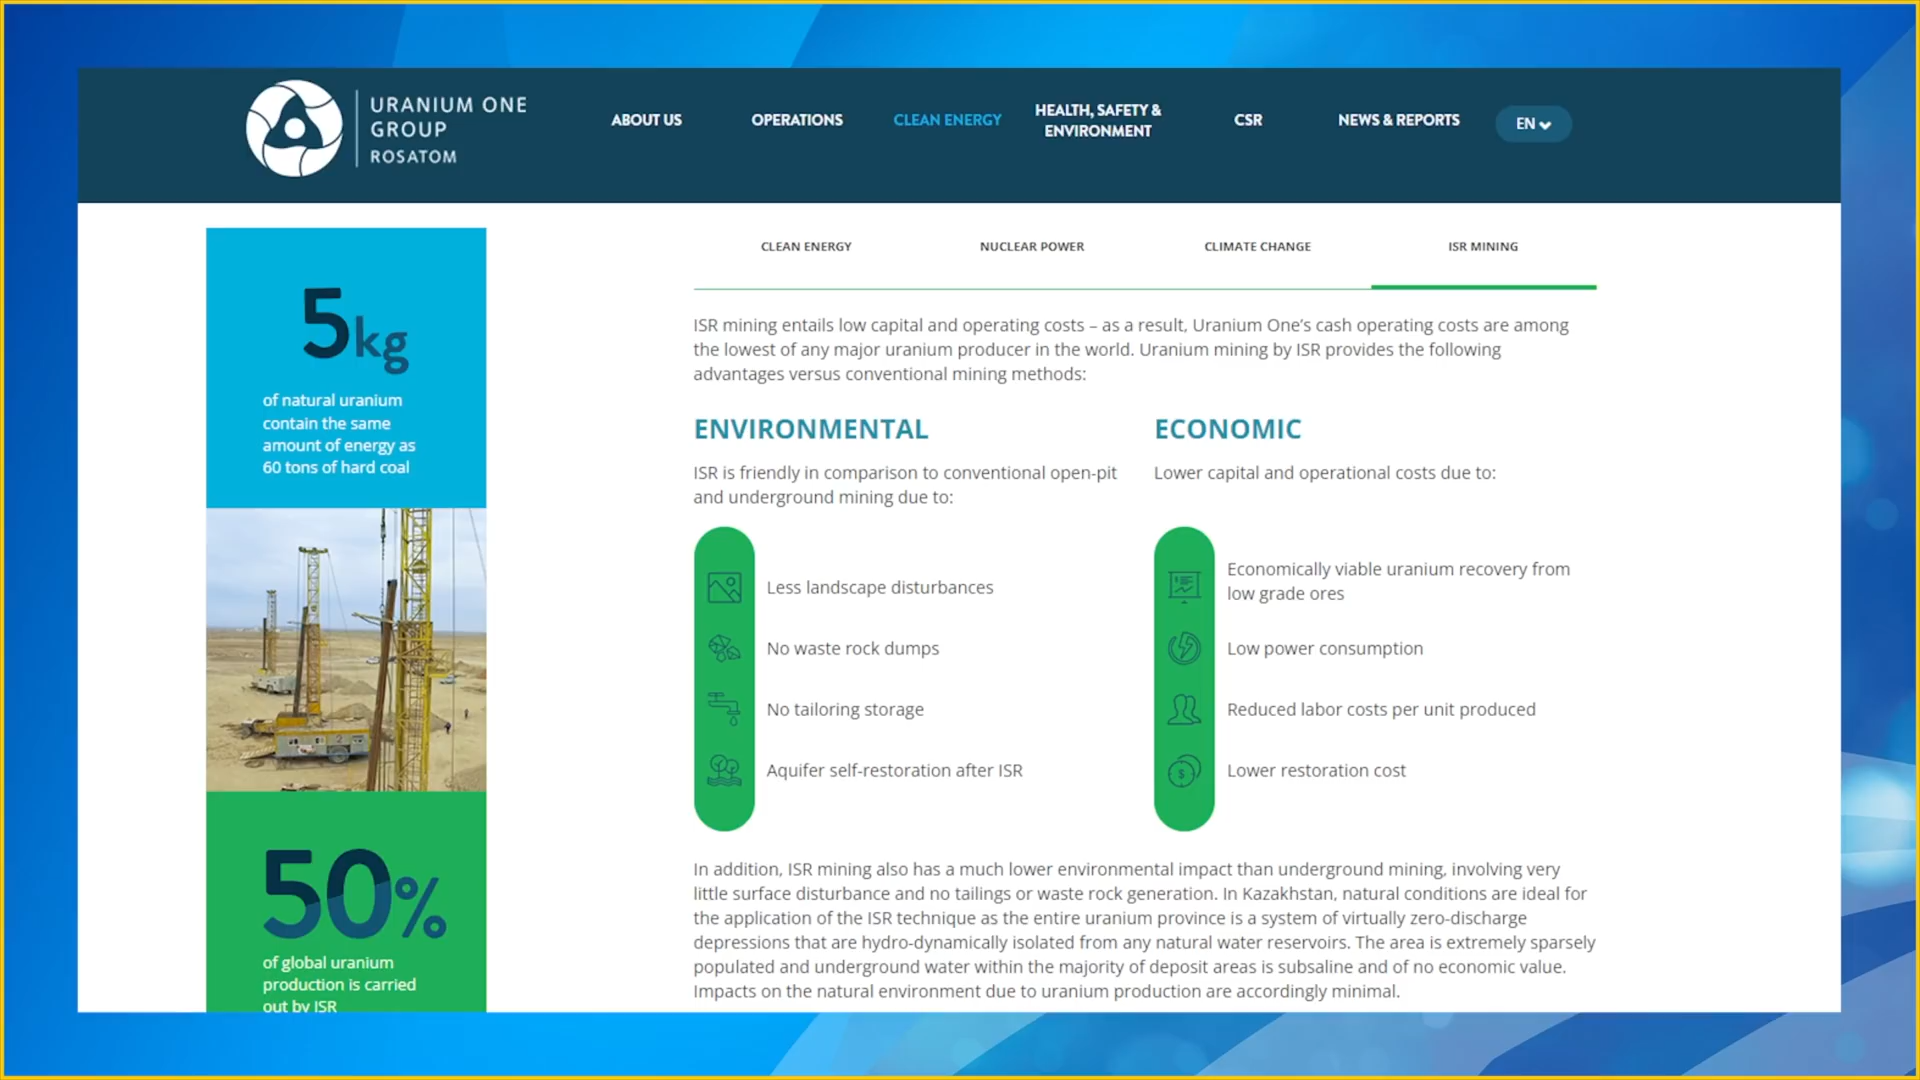 URANIUM ONE
GROUP
ROSATOM
ABOUT US
OPERATIONS
CLEAN ENERGY
HEALTH, SAFETY &
ENVIRONMENT
CSR
NEWS & REPORTS
EN
5kg
of natural uranium
contain the same
amount of energy as
60 tons of hard coal
50%
of global uranium
production is carried
out by ISR
CLEAN ENERGY
NUCLEAR POWER
CLIMATE CHANGE
ISR MINING
ISR mining entails low capital and operating costs – as a result, Uranium One's cash operating costs are among
the lowest of any major uranium producer in the world. Uranium mining by ISR provides the following
advantages versus conventional mining methods:
ENVIRONMENTAL
ISR is friendly in comparison to conventional open-pit
and underground mining due to:
Less landscape disturbances
No waste rock dumps
No tailoring storage
Aquifer self-restoration after ISR
ECONOMIC
Lower capital and operational costs due to:
Economically viable uranium recovery from
low grade ores
Low power consumption
Reduced labor costs per unit produced
Lower restoration cost
In addition, ISR mining also has a much lower environmental impact than underground mining, involving very
little surface disturbance and no tailings or waste rock generation. In Kazakhstan, natural conditions are ideal for
the application of the ISR technique as the entire uranium province is a system of virtually zero-discharge
depressions that are hydro-dynamically isolated from any natural water reservoirs. The area is extremely sparsely
populated and underground water within the majority of deposit areas is subsaline and of no economic value.
Impacts on the natural environment due to uranium production are accordingly minimal.